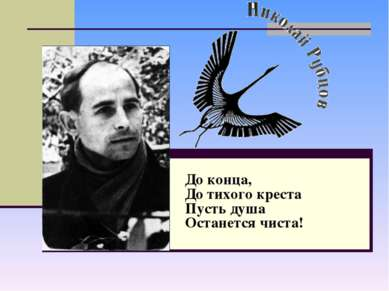 Николай Рубцов
До конца,
До тихого креста
Пусть душа
Останется чиста!